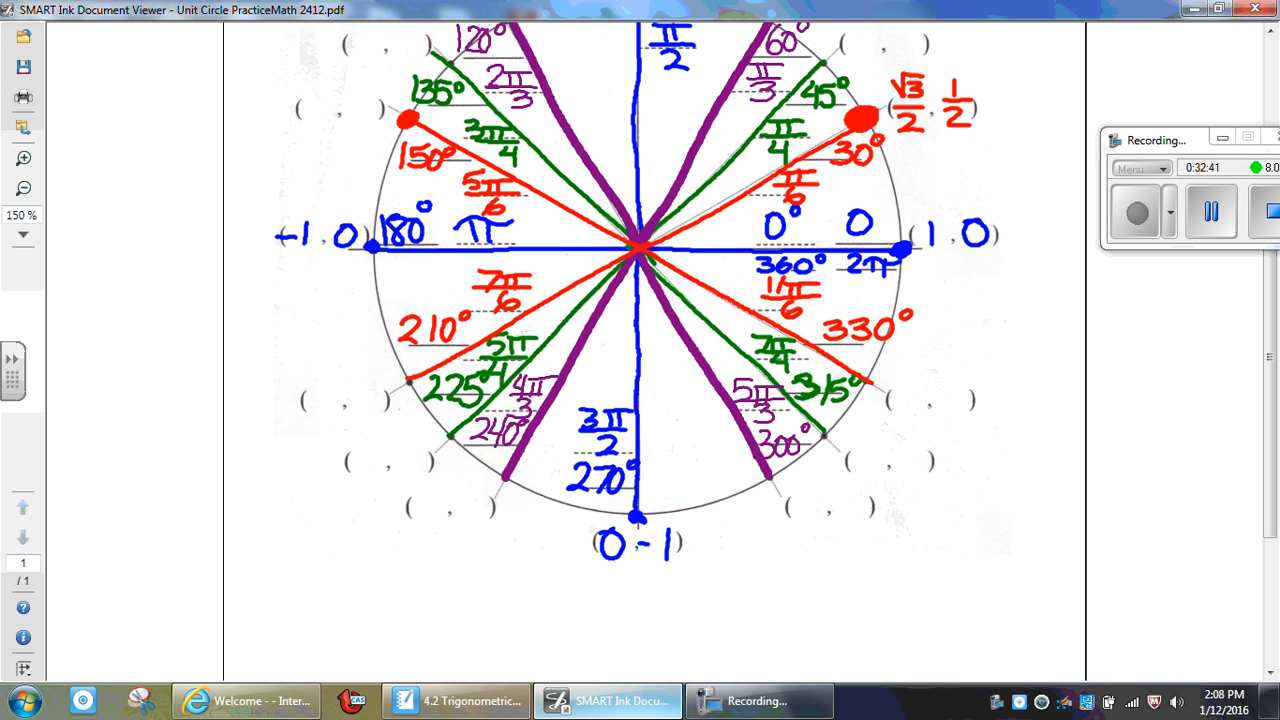 SMART Ink Document Viewer - Unit Circle PracticeMath 2412.pdf
120° π/2 60°
( , ) ( , )
2π/3 π/3
135° 45°
( , ) (√3/2, 1/2)
3π/4 π/4
150° 30°
5π/6 π/6
(-1, 0) 180° π 0° 0 (1, 0)
360° 2π
7π/6 11π/6
210° 330°
5π/4 7π/4
225° 4π/3 5π/3 315°
( , ) ( , )
240° 3π/2 300°
( , ) 270° ( , )
( , ) ( , )
(0, -1)
Recording...
Menu 0:32:41 8.0
150 %
1
/ 1
Welcome - - Inter...
CAS
4.2 Trigonometric...
SMART Ink Docu...
Recording...
2:08 PM
1/12/2016